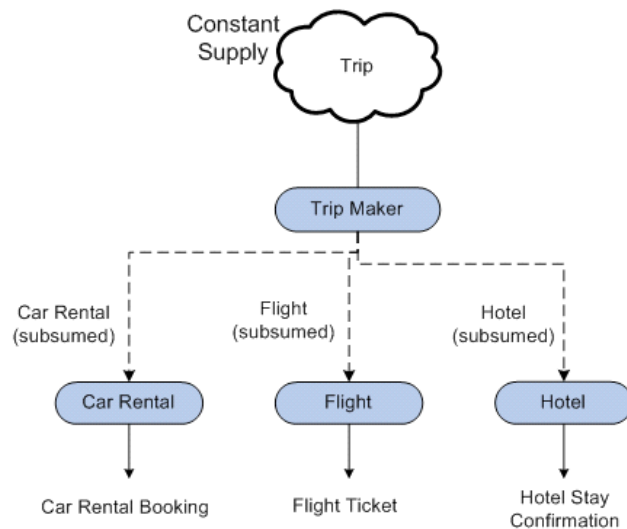 Constant
Supply
Trip
Trip Maker
Car Rental
(subsumed)
Flight
(subsumed)
Hotel
(subsumed)
Car Rental
Flight
Hotel
Car Rental Booking
Flight Ticket
Hotel Stay
Confirmation